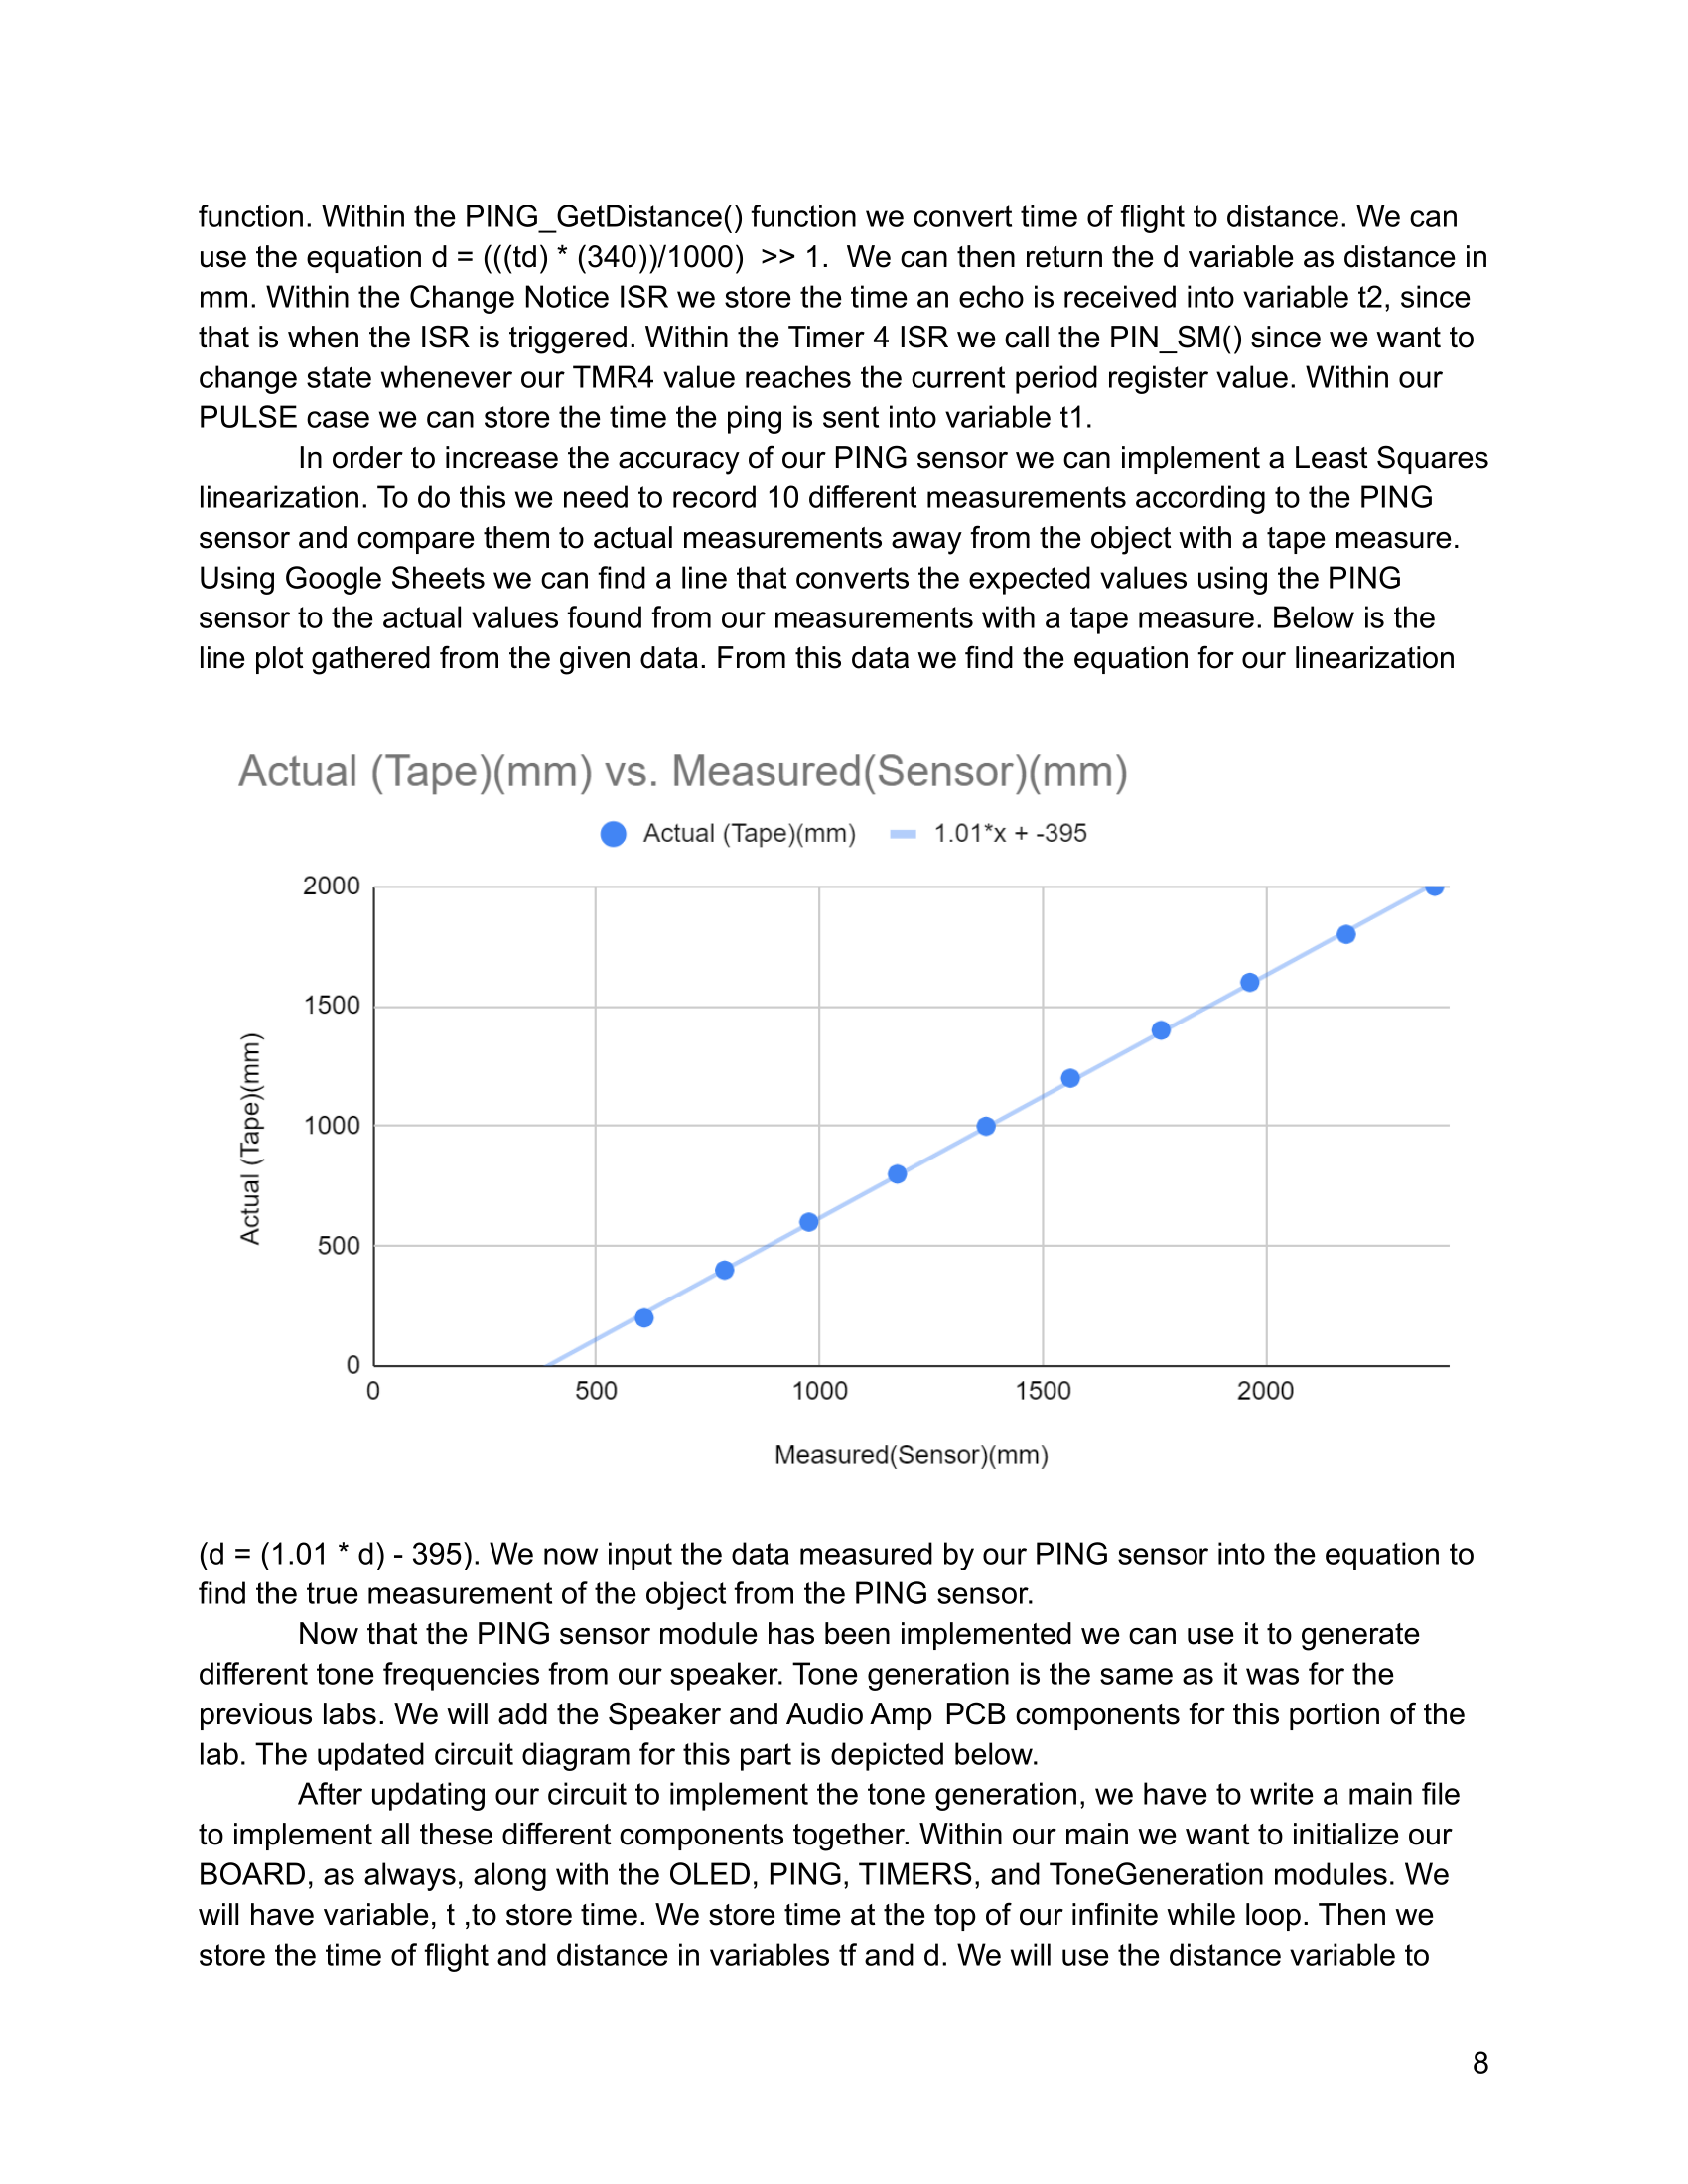 function. Within the PING_GetDistance() function we convert time of flight to distance. We can
use the equation d = (((td) * (340))/1000)  >> 1.  We can then return the d variable as distance in
mm. Within the Change Notice ISR we store the time an echo is received into variable t2, since
that is when the ISR is triggered. Within the Timer 4 ISR we call the PIN_SM() since we want to
change state whenever our TMR4 value reaches the current period register value. Within our
PULSE case we can store the time the ping is sent into variable t1.
In order to increase the accuracy of our PING sensor we can implement a Least Squares
linearization. To do this we need to record 10 different measurements according to the PING
sensor and compare them to actual measurements away from the object with a tape measure.
Using Google Sheets we can find a line that converts the expected values using the PING
sensor to the actual values found from our measurements with a tape measure. Below is the
line plot gathered from the given data. From this data we find the equation for our linearization
Actual (Tape)(mm) vs. Measured(Sensor)(mm)
Actual (Tape)(mm) 1.01*x + -395
2000
1500
1000
500
0
Actual (Tape)(mm)
0 500 1000 1500 2000
Measured(Sensor)(mm)
(d = (1.01 * d) - 395). We now input the data measured by our PING sensor into the equation to
find the true measurement of the object from the PING sensor.
Now that the PING sensor module has been implemented we can use it to generate
different tone frequencies from our speaker. Tone generation is the same as it was for the
previous labs. We will add the Speaker and Audio Amp PCB components for this portion of the
lab. The updated circuit diagram for this part is depicted below.
After updating our circuit to implement the tone generation, we have to write a main file
to implement all these different components together. Within our main we want to initialize our
BOARD, as always, along with the OLED, PING, TIMERS, and ToneGeneration modules. We
will have variable, t ,to store time. We store time at the top of our infinite while loop. Then we
store the time of flight and distance in variables tf and d. We will use the distance variable to
8